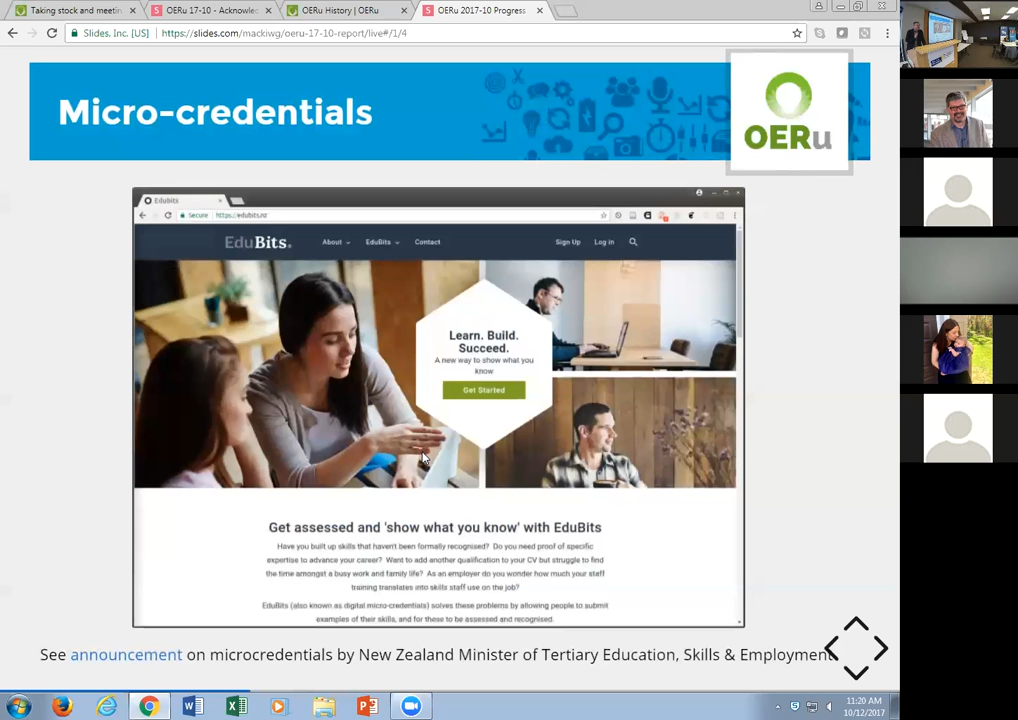 Taking stock and meetin
OERu 17-10 - Acknowle
OERu History | OERu
OERu 2017-10 Progress
Slides, Inc. [US]
https://slides.com/mackiwg/oeru-17-10-report/live#/1/4
Micro-credentials
OERu
Edubits
Secure
https://edubits.nz
EduBits.
About
EduBits
Contact
Sign Up
Log in
Learn. Build.
Succeed.
A new way to show what you
know
Get Started
Get assessed and 'show what you know' with EduBits
Have you built up skills that haven't been formally recognised? Do you need proof of specific
expertise to advance your career? Want to add another qualification to your CV but struggle to find
the time amongst a busy work and family life? As an employer do you wonder how much your staff
training translates into skills staff use on the job?
EduBits (also known as digital micro-credentials) solves these problems by allowing people to submit
examples of their skills, and for these to be assessed and recognised.
See announcement on microcredentials by New Zealand Minister of Tertiary Education, Skills & Employment
11:20 AM
10/12/2017